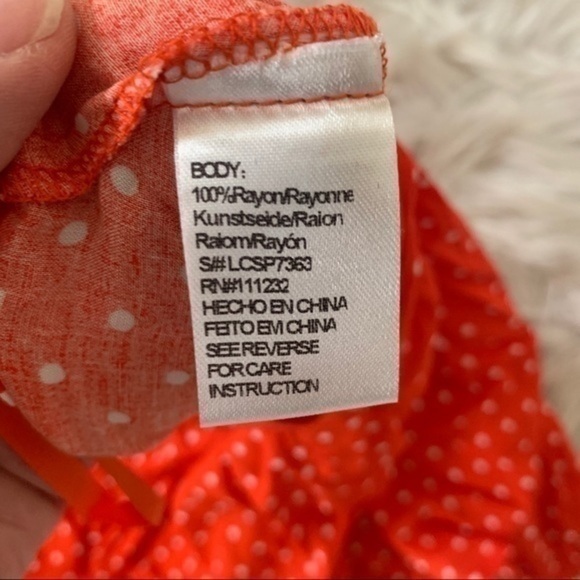 BODY:
100%Rayon/Rayonne
Kunstseide/Raion
Raiom/Rayón
S/# LCSP7363
RN#111232
HECHO EN CHINA
FEITO EM CHINA
SEE REVERSE
FOR CARE
INSTRUCTION